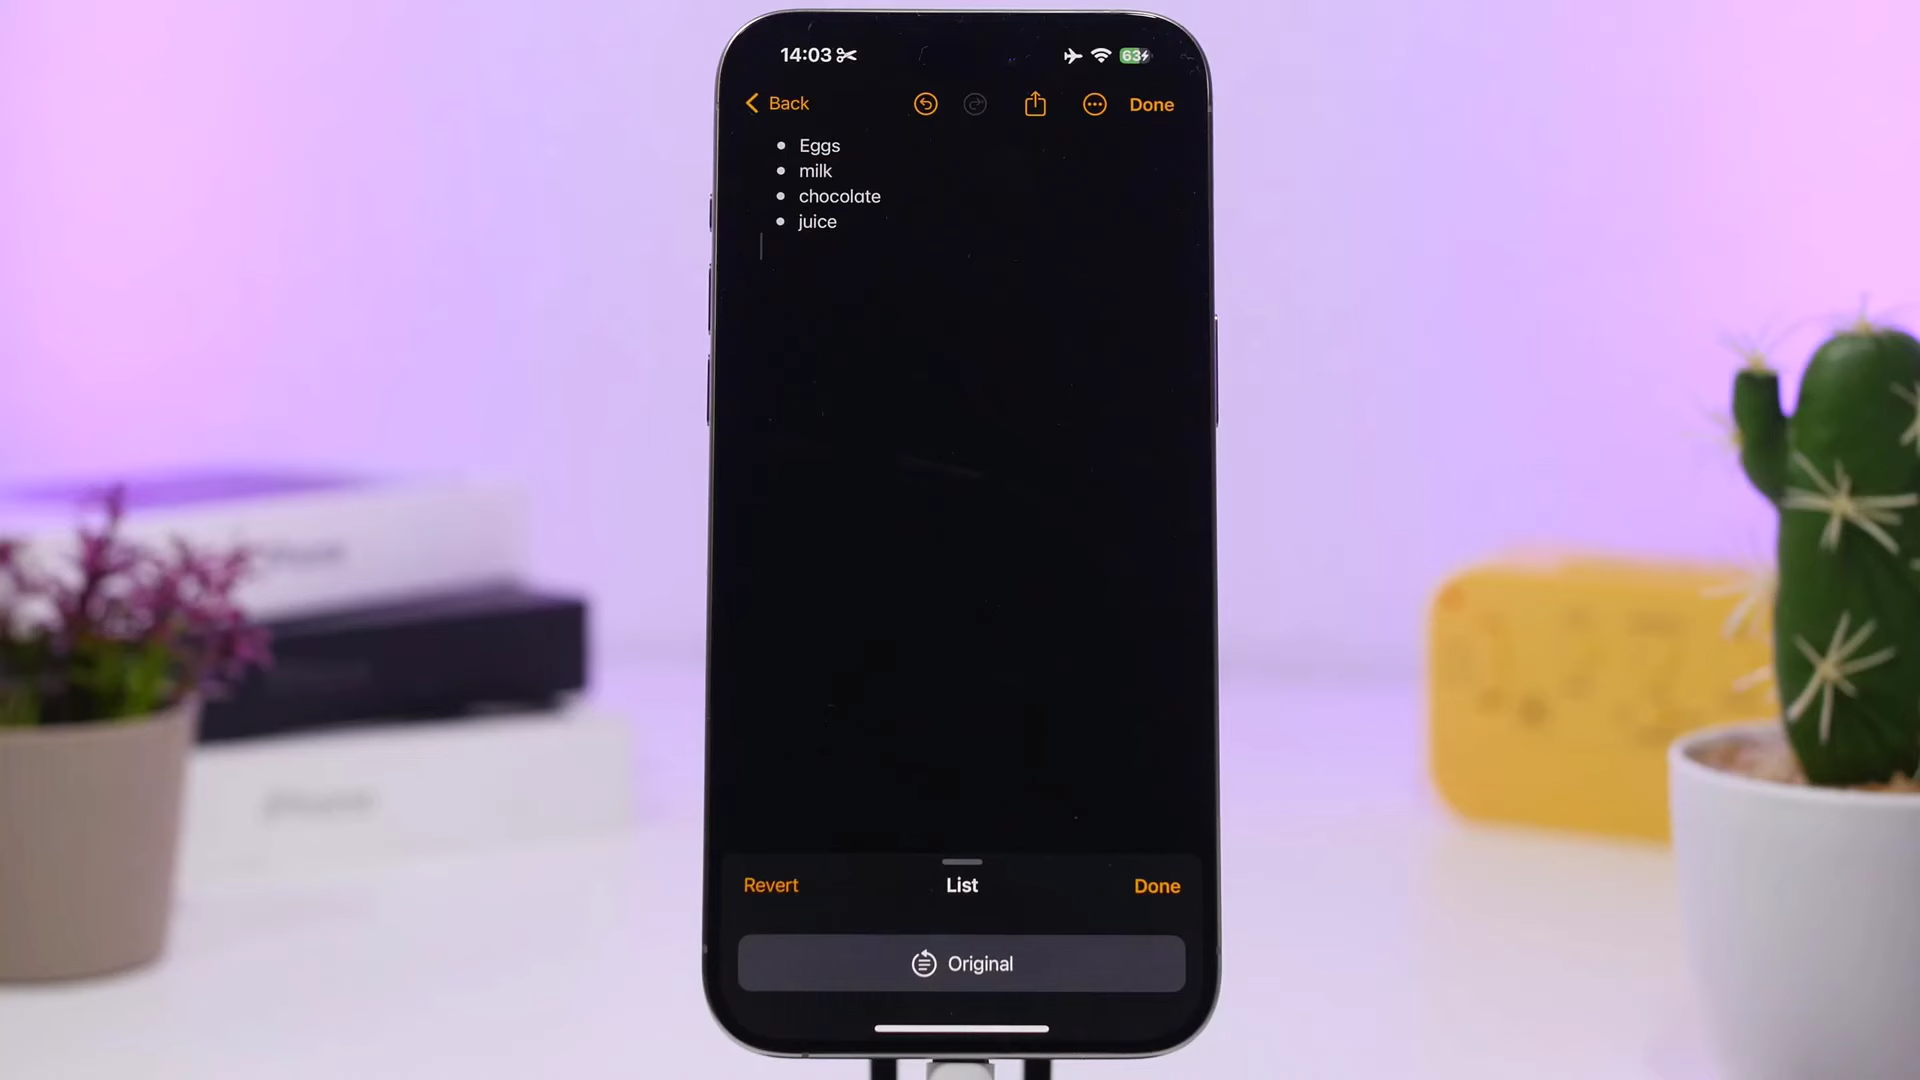 14:03 63
Back Done
• Eggs
• milk
• chocolate
• juice
Revert List Done
Original